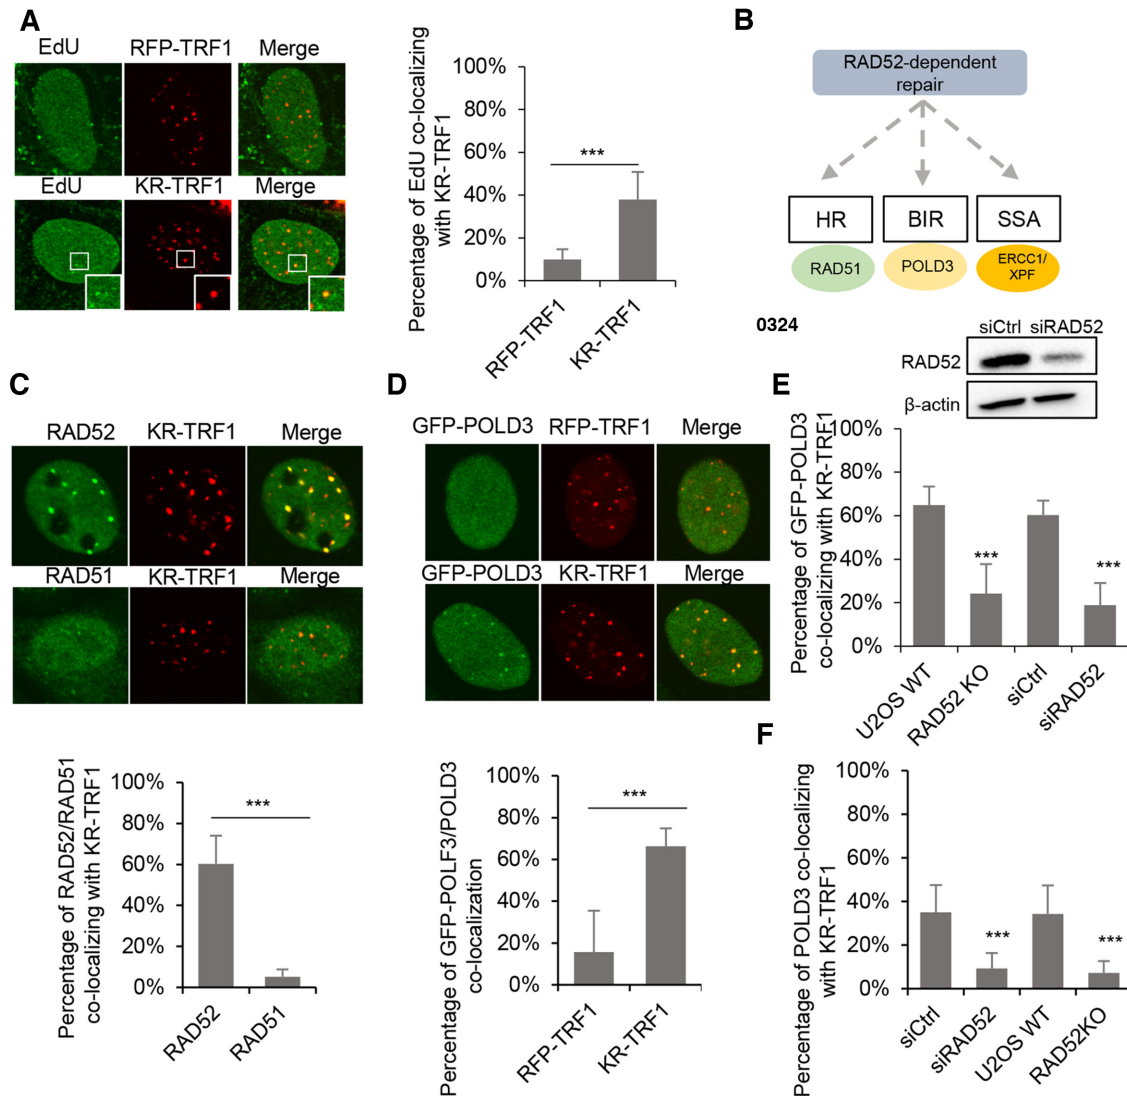 A
EdU RFP-TRF1 Merge
EdU KR-TRF1 Merge
Percentage of EdU co-localizing
with KR-TRF1
100%
80%
60%
40%
20%
0%
***
RFP-TRF1
KR-TRF1
B
RAD52-dependent
repair
HR BIR SSA
RAD51 POLD3 ERCC1/
XPF
0324
C
RAD52 KR-TRF1 Merge
RAD51 KR-TRF1 Merge
Percentage of RAD52/RAD51
co-localizing with KR-TRF1
100%
80%
60%
40%
20%
0%
***
RAD52
RAD51
D
GFP-POLD3 RFP-TRF1 Merge
GFP-POLD3 KR-TRF1 Merge
Percentage of GFP-POLF3/POLD3
co-localization
100%
80%
60%
40%
20%
0%
***
RFP-TRF1
KR-TRF1
E
siCtrl siRAD52
RAD52
β-actin
Percentage of GFP-POLD3
co-localizing with KR-TRF1
100%
80%
60%
40%
20%
0%
***
***
U2OS WT
RAD52 KO
siCtrl
siRAD52
F
Percentage of POLD3 co-localizing
with KR-TRF1
100%
80%
60%
40%
20%
0%
***
***
siCtrl
siRAD52
U2OS WT
RAD52KO